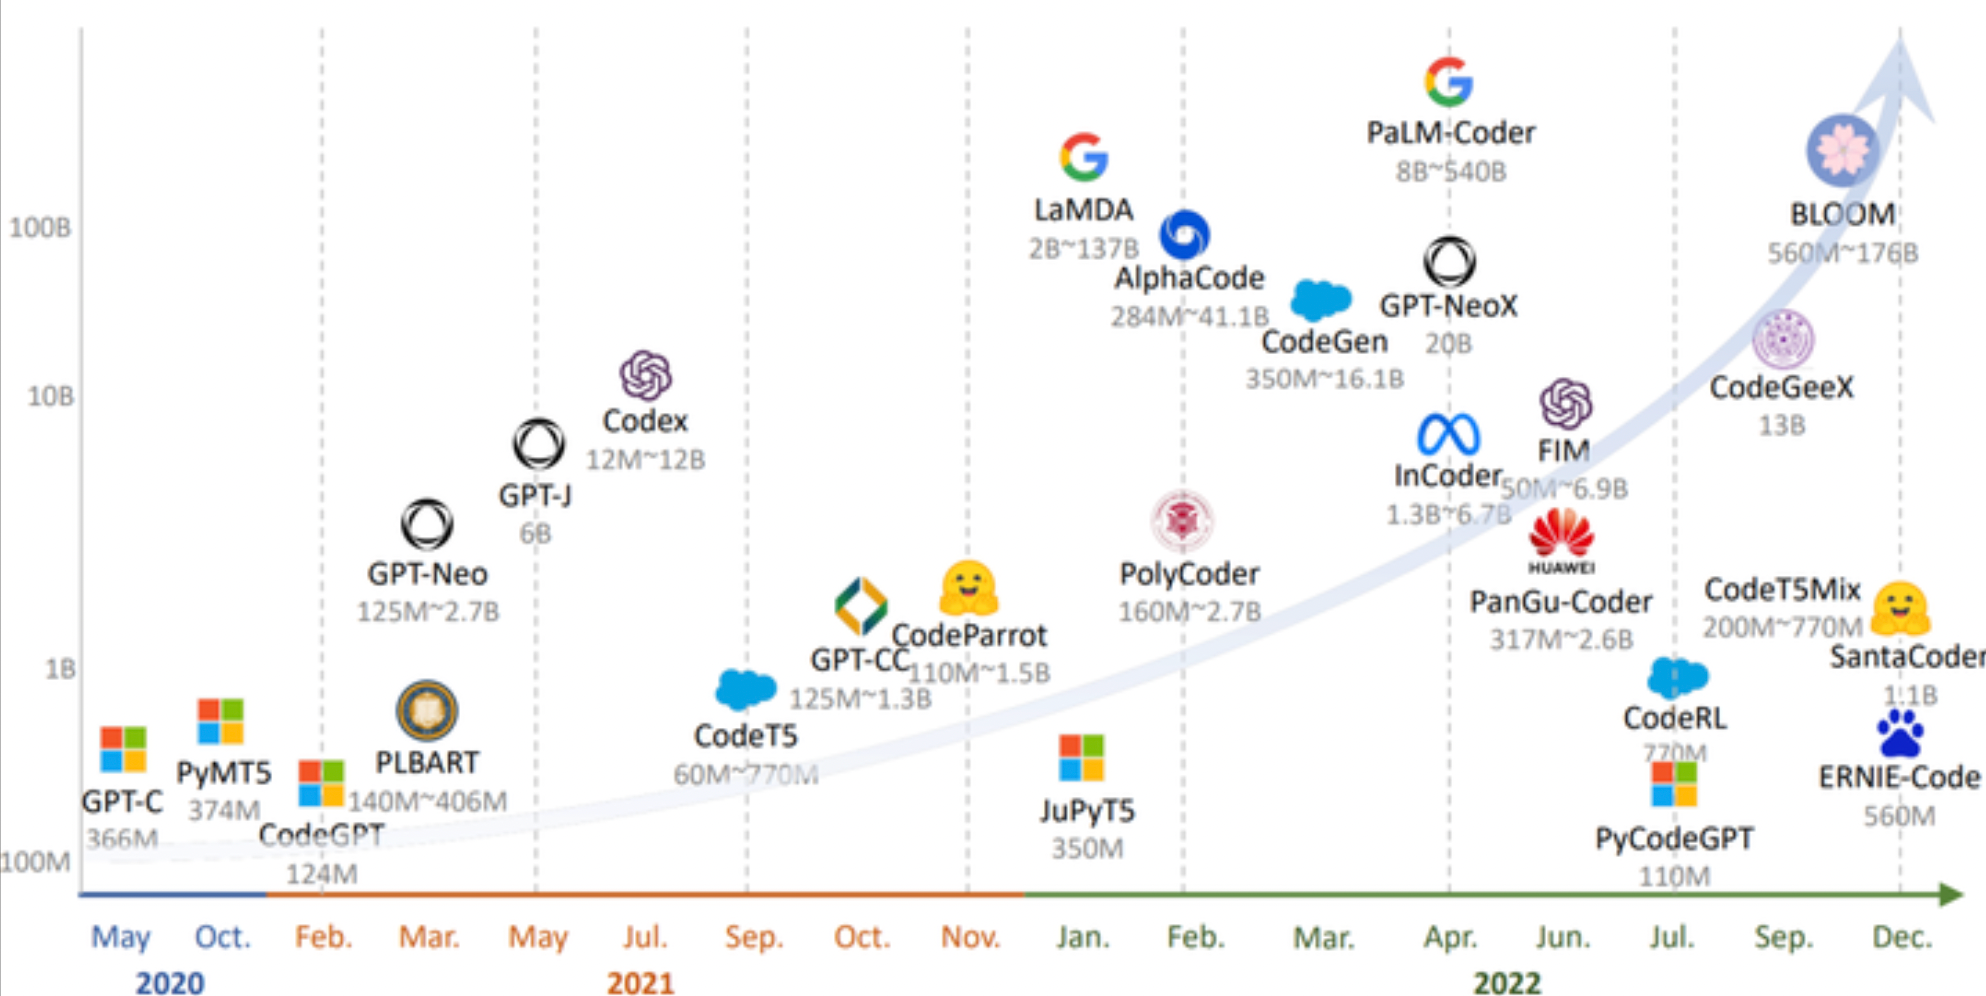 PaLM-Coder
8B~540B
LaMDA
2B~137B
BLOOM
560M~176B
100B
AlphaCode
284M~41.1B
GPT-NeoX
20B
CodeGen
350M~16.1B
CodeGeeX
13B
10B
Codex
12M~12B
FIM
50M~6.9B
InCoder
1.3B~6.7B
GPT-J
6B
HUAWEI
PanGu-Coder
317M~2.6B
GPT-Neo
125M~2.7B
PolyCoder
160M~2.7B
CodeT5Mix
200M~770M
CodeParrot
110M~1.5B
GPT-CC
125M~1.3B
SantaCoder
1.1B
1B
CodeT5
60M~770M
CodeRL
770M
PLBART
140M~406M
PyMT5
374M
ERNIE-Code
560M
GPT-C
366M
JuPyT5
350M
CodeGPT
124M
PyCodeGPT
110M
100M
May Oct. Feb. Mar. May Jul. Sep. Oct. Nov. Jan. Feb. Mar. Apr. Jun. Jul. Sep. Dec.
2020 2021 2022